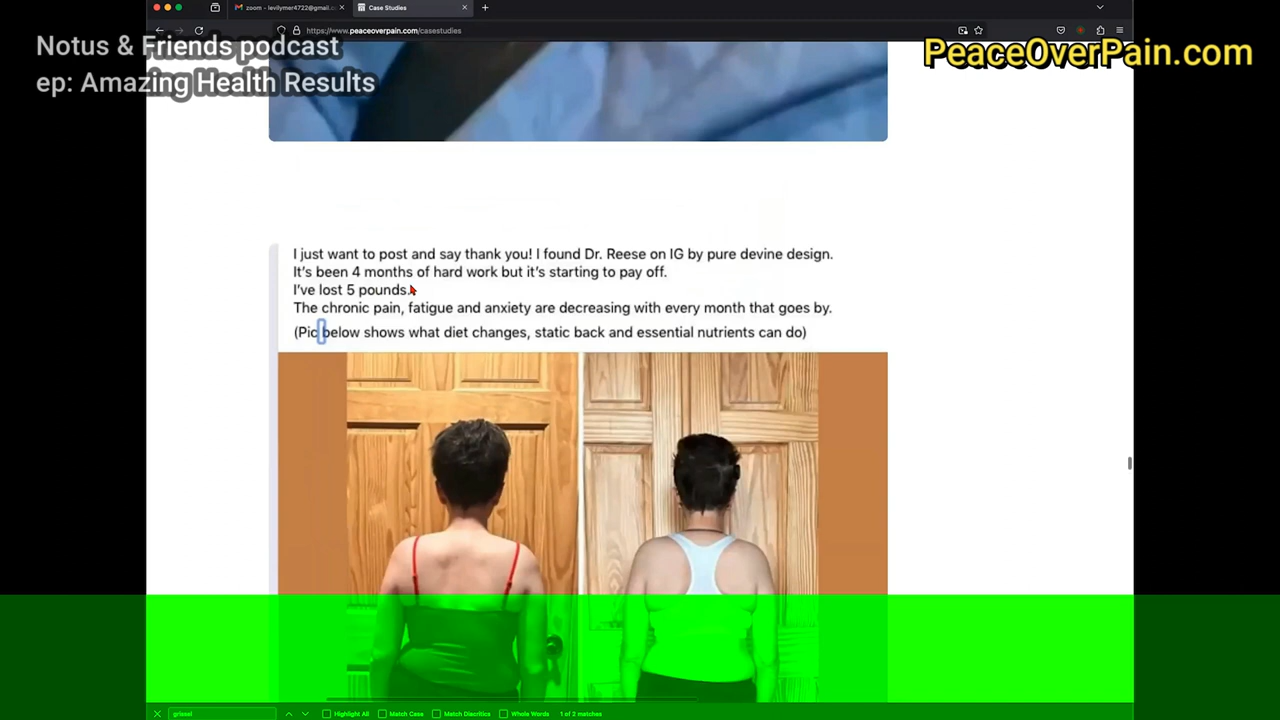 zoom - levilymer4722@gmail.c
Case Studies
https://www.peaceoverpain.com/casestudies
Notus & Friends podcast
ep: Amazing Health Results
PeaceOverPain.com
I just want to post and say thank you! I found Dr. Reese on IG by pure devine design.
It's been 4 months of hard work but it's starting to pay off.
I've lost 5 pounds.
The chronic pain, fatigue and anxiety are decreasing with every month that goes by.
(Pic below shows what diet changes, static back and essential nutrients can do)
grissel
Highlight All
Match Case
Match Diacritics
Whole Words
1 of 2 matches